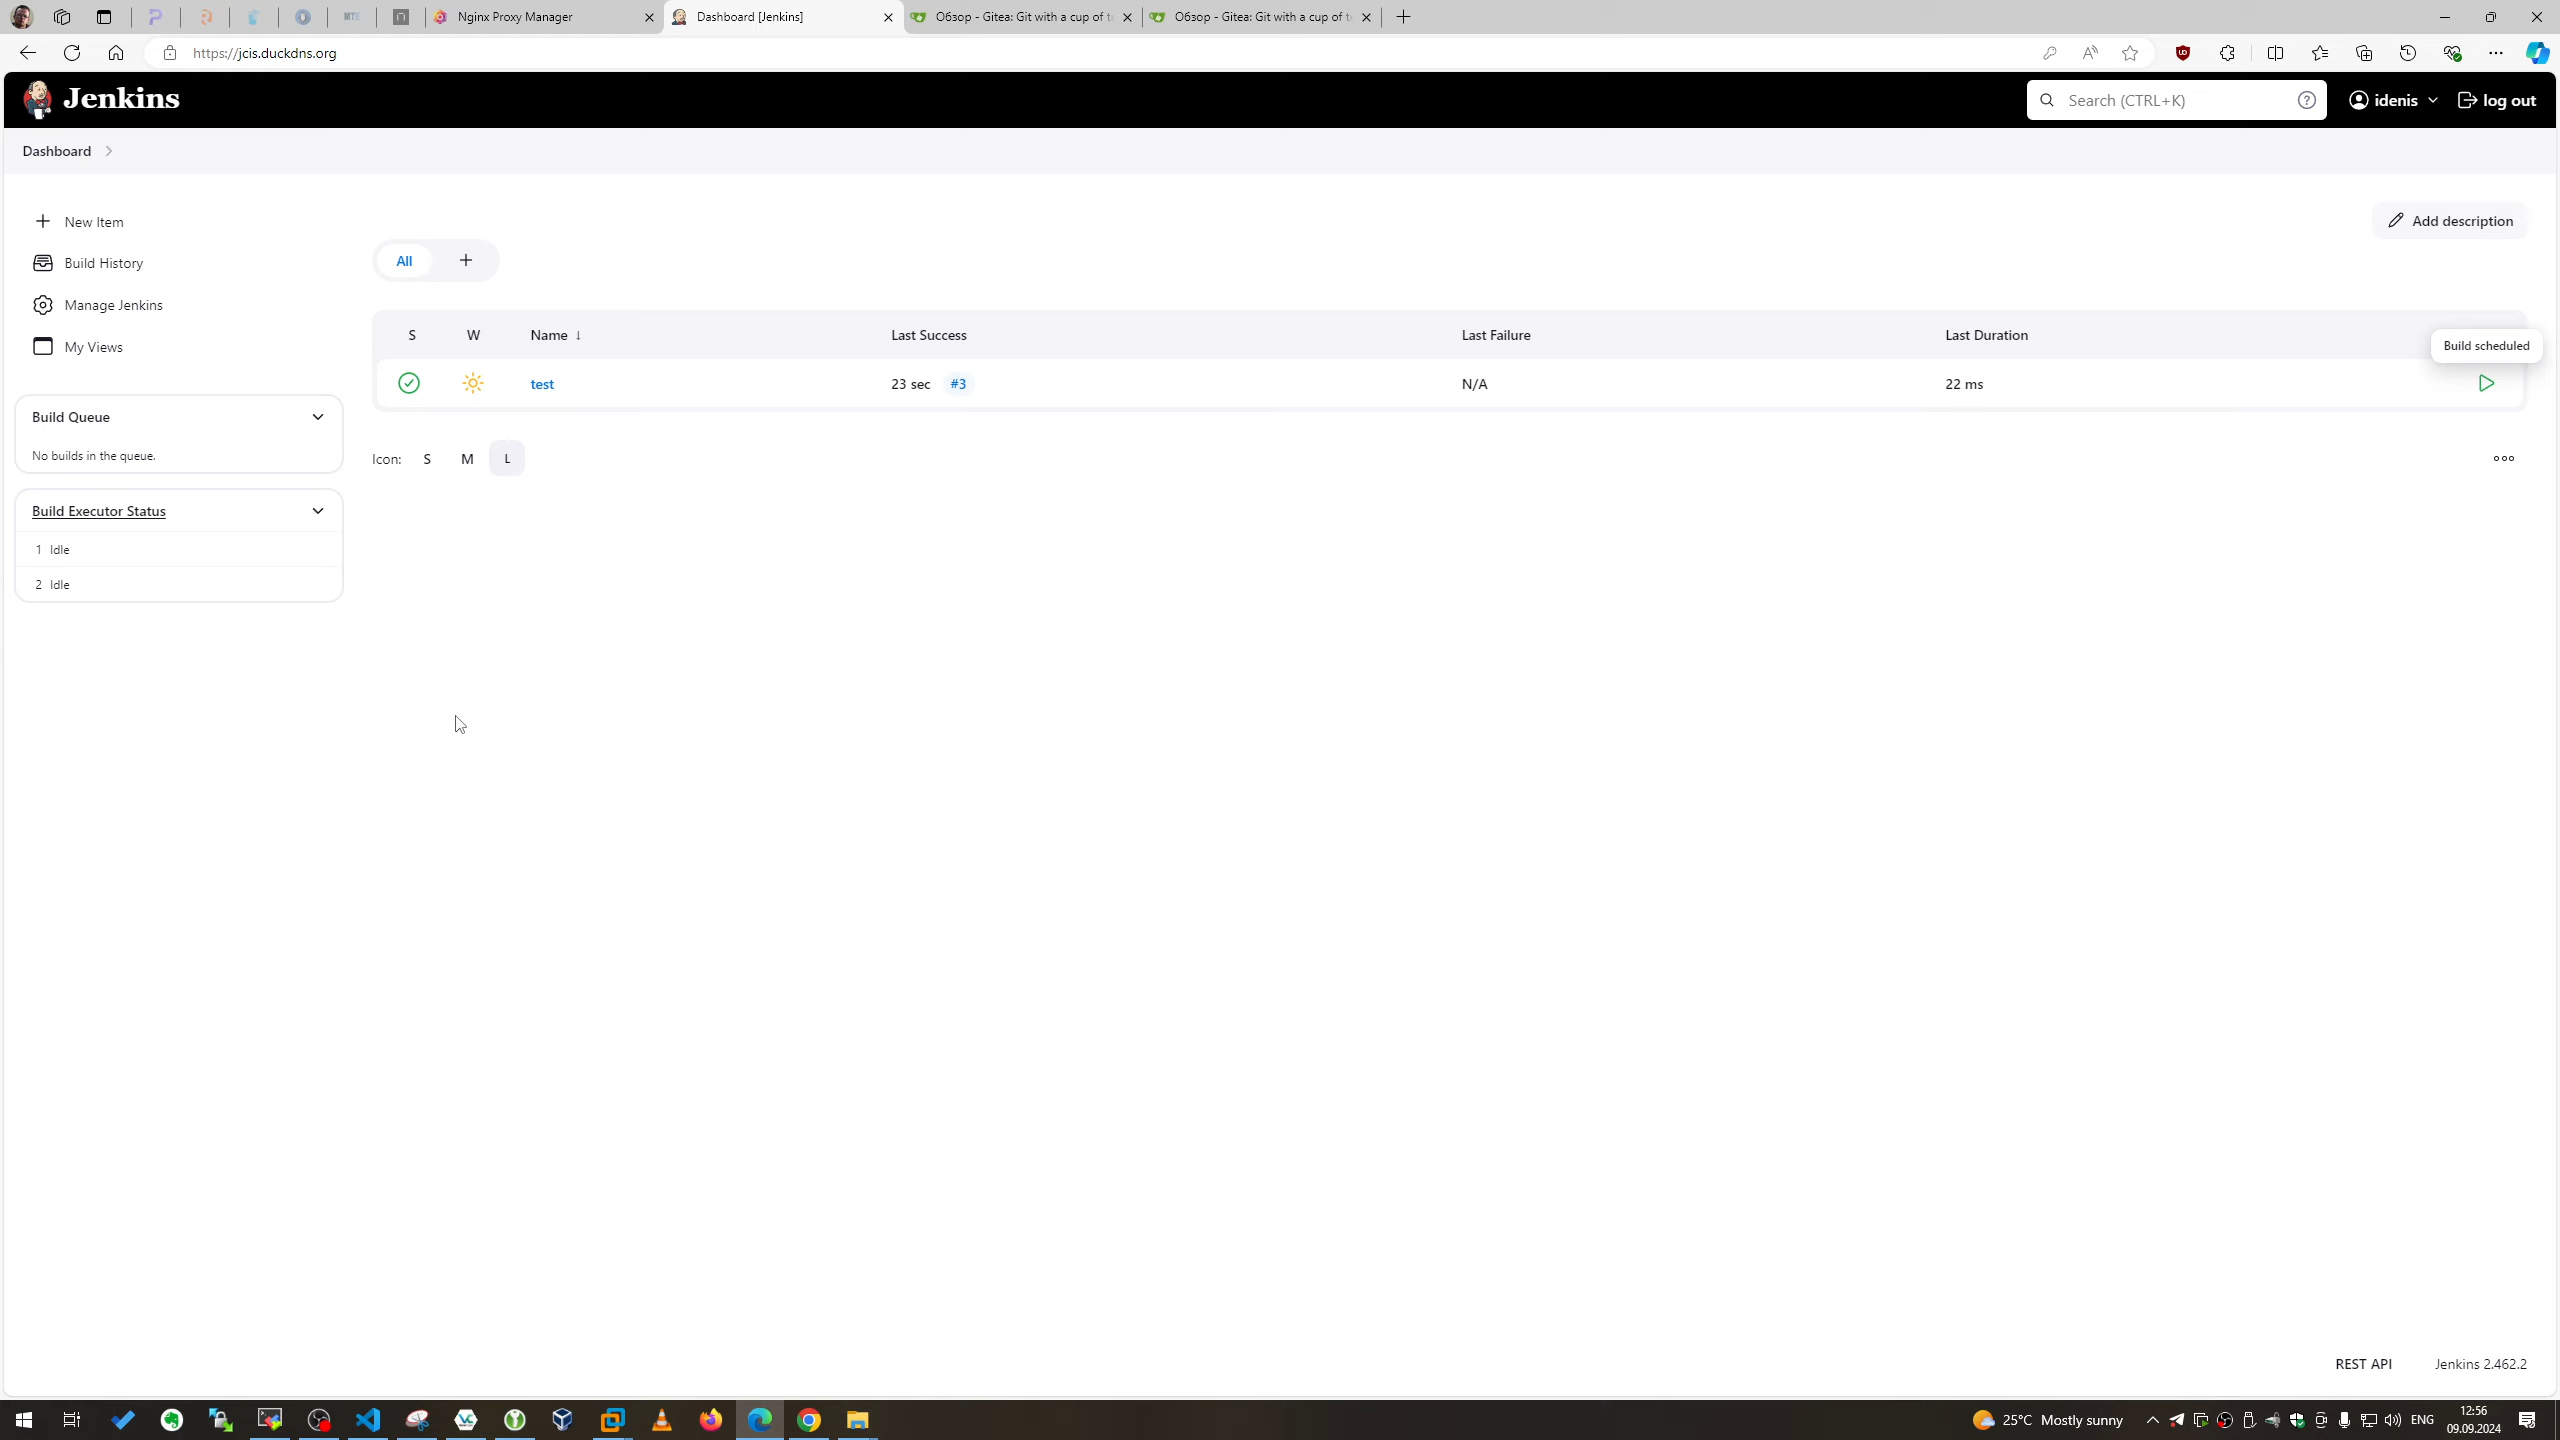 Nginx Proxy Manager
Dashboard [Jenkins]
Обзор - Gitea: Git with a cup of t
Обзор - Gitea: Git with a cup of t
https://jcis.duckdns.org
Jenkins
Search (CTRL+K)
idenis
log out
Dashboard
New Item
Build History
Manage Jenkins
My Views
Add description
All
+
S W Name ↓ Last Success Last Failure Last Duration
Build scheduled
test 23 sec #3 N/A 22 ms
Build Queue
No builds in the queue.
Icon: S M L
Build Executor Status
1 Idle
2 Idle
REST API
Jenkins 2.462.2
25°C Mostly sunny
ENG
12:56
09.09.2024